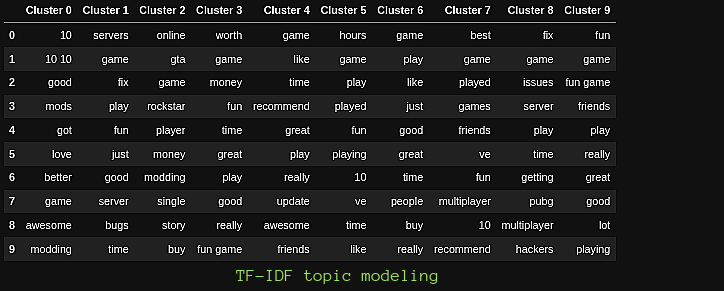 Cluster 0 Cluster 1 Cluster 2 Cluster 3 Cluster 4 Cluster 5 Cluster 6 Cluster 7 Cluster 8 Cluster 9
0 10 servers online worth game hours game best fix fun
1 10 10 game gta game like game play game game game
2 good fix game money time play like played issues fun game
3 mods play rockstar fun recommend played just games server friends
4 got fun player time great fun good friends play play
5 love just money great play playing great ve time really
6 better good modding play really 10 time fun getting great
7 game server single good update ve people multiplayer pubg good
8 awesome bugs story really awesome time buy 10 multiplayer lot
9 modding time buy fun game friends like really recommend hackers playing
TF-IDF topic modeling